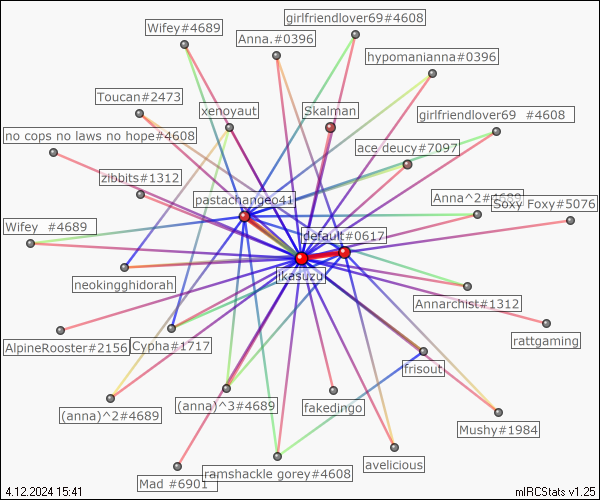 girlfriendlover69#4608
Wifey#4689
Anna.#0396
hypomanianna#0396
Toucan#2473
xenoyaut
Skalman
girlfriendlover69 #4608
no cops no laws no hope#4608
ace deucy#7097
zibbits#1312
pastachangeo41
Anna^2#4689
Soxy Foxy#5076
Wifey #4689
default#0617
jkasuzu
neokingghidorah
Annarchist#1312
AlpineRooster#2156
Cypha#1717
rattgaming
frisout
(anna)^2#4689
(anna)^3#4689
fakedingo
Mushy#1984
avelicious
ramshackle gorey#4608
Mad #6901
4.12.2024 15:41
mIRCStats v1.25